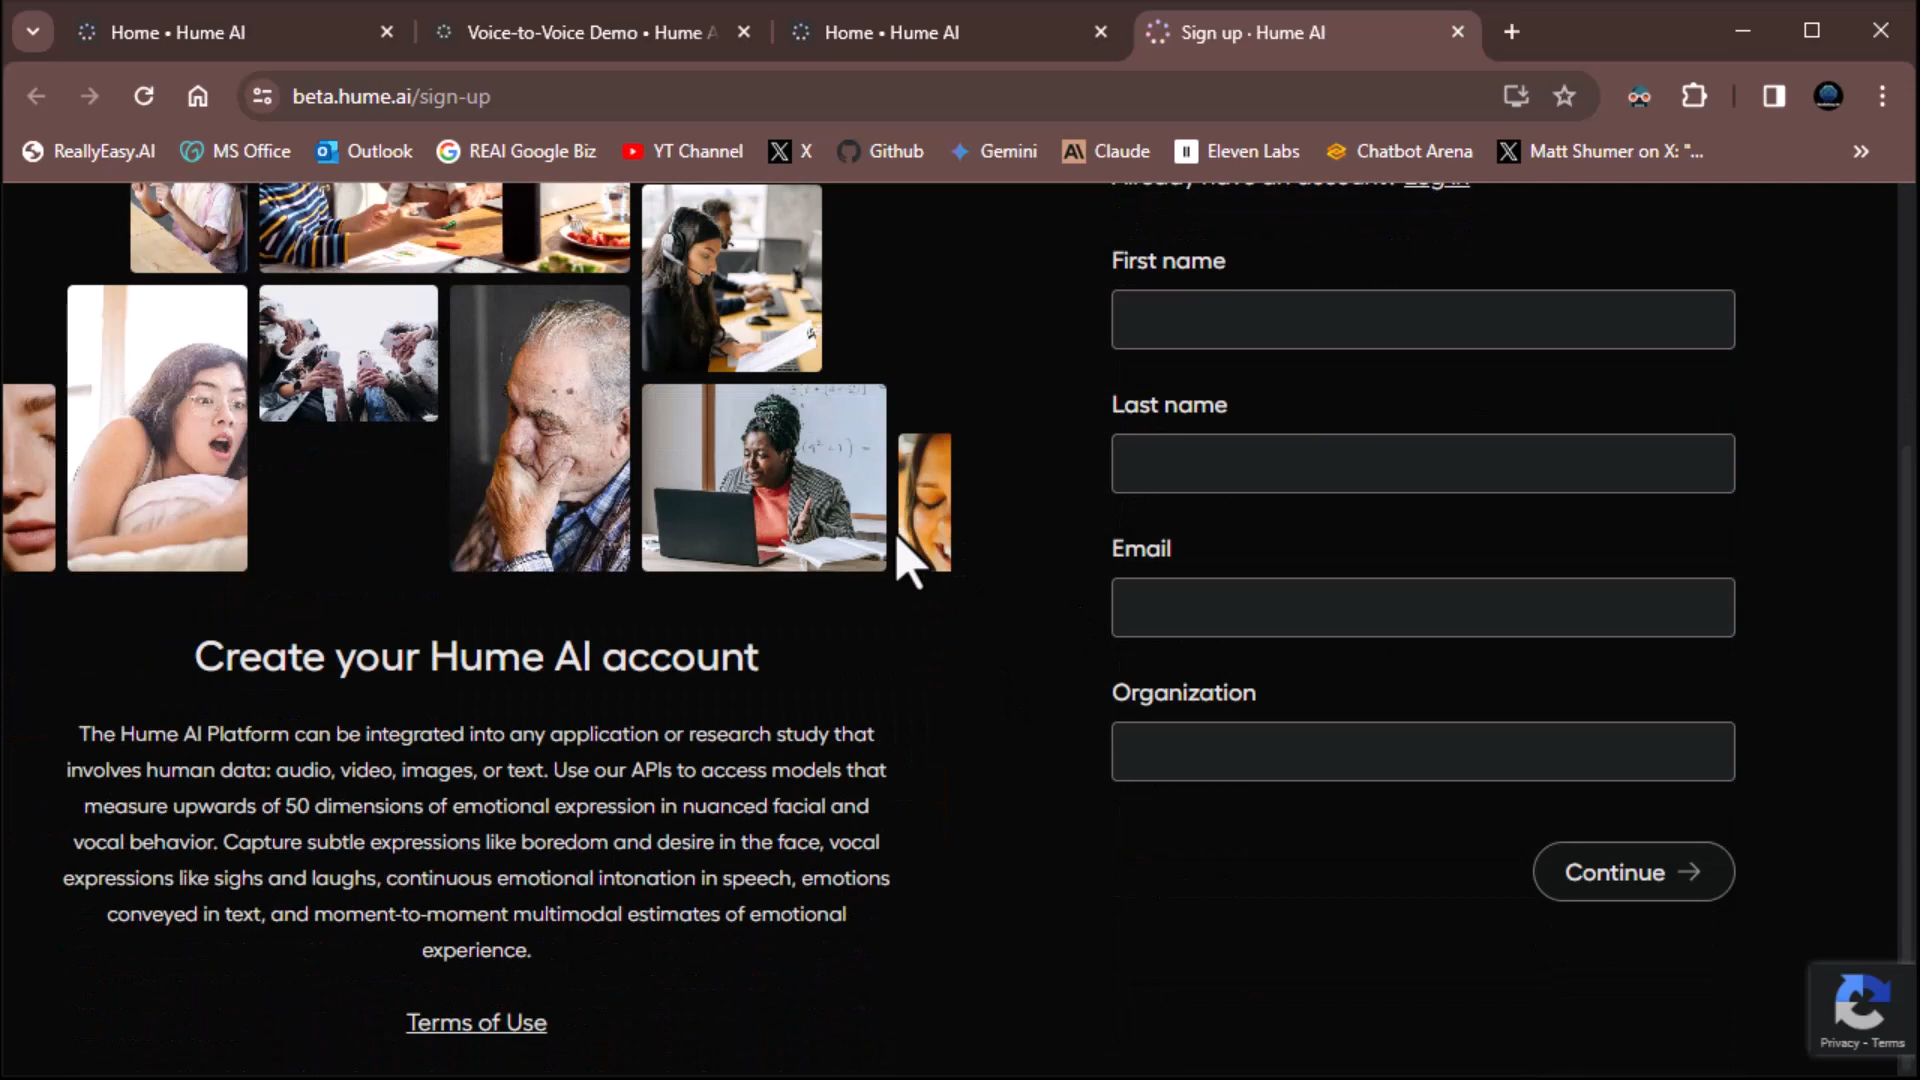 Home • Hume AI
Voice-to-Voice Demo • Hume A
Home • Hume AI
Sign up · Hume AI
beta.hume.ai/sign-up
ReallyEasy.AI
MS Office
Outlook
REAI Google Biz
YT Channel
X
Github
Gemini
Claude
Eleven Labs
Chatbot Arena
Matt Shumer on X: "...
Already have an account? Log in
First name
Last name
Email
Organization
Continue
Create your Hume AI account
The Hume AI Platform can be integrated into any application or research study that
involves human data: audio, video, images, or text. Use our APIs to access models that
measure upwards of 50 dimensions of emotional expression in nuanced facial and
vocal behavior. Capture subtle expressions like boredom and desire in the face, vocal
expressions like sighs and laughs, continuous emotional intonation in speech, emotions
conveyed in text, and moment-to-moment multimodal estimates of emotional
experience.
Terms of Use
Privacy - Terms